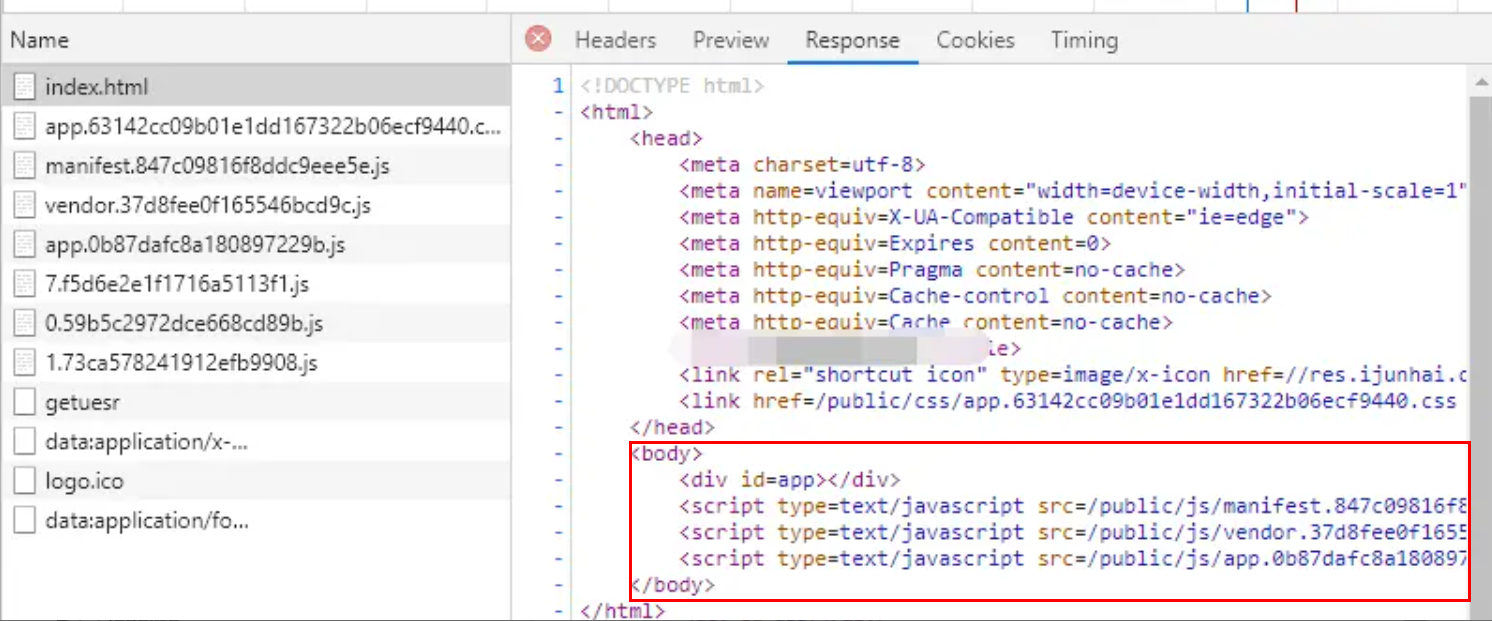 Name
index.html
app.63142cc09b01e1dd167322b06ecf9440.c...
manifest.847c09816f8ddc9eee5e.js
vendor.37d8fee0f165546bcd9c.js
app.0b87dafc8a180897229b.js
7.f5d6e2e1f1716a5113f1.js
0.59b5c2972dce668cd89b.js
1.73ca578241912efb9908.js
getuesr
data:application/x-...
logo.ico
data:application/fo...
Headers Preview Response Cookies Timing
1 <!DOCTYPE html>
- <html>
- <head>
- <meta charset=utf-8>
- <meta name=viewport content="width=device-width,initial-scale=1"
- <meta http-equiv=X-UA-Compatible content="ie=edge">
- <meta http-equiv=Expires content=0>
- <meta http-equiv=Pragma content=no-cache>
- <meta http-equiv=Cache-control content=no-cache>
- <meta http-equiv=Cache content=no-cache>
- ie>
- <link rel="shortcut icon" type=image/x-icon href=//res.ijunhai.c
- <link href=/public/css/app.63142cc09b01e1dd167322b06ecf9440.css
- </head>
- <body>
- <div id=app></div>
- <script type=text/javascript src=/public/js/manifest.847c09816f8
- <script type=text/javascript src=/public/js/vendor.37d8fee0f1655
- <script type=text/javascript src=/public/js/app.0b87dafc8a180897
- </body>
- </html>